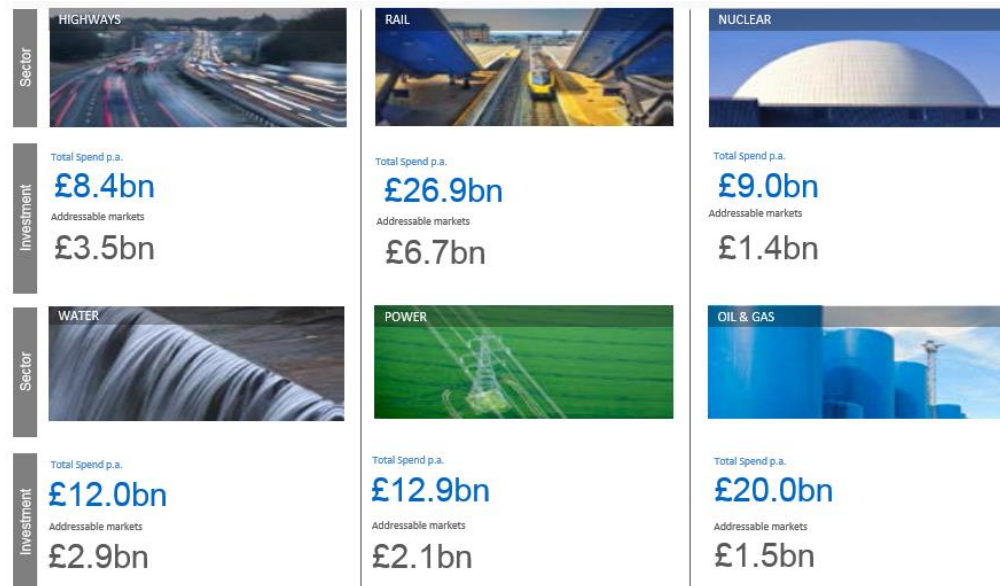 Sector
HIGHWAYS
RAIL
NUCLEAR
Investment
Total Spend p.a.
£8.4bn
Addressable markets
£3.5bn
Total Spend p.a.
£26.9bn
Addressable markets
£6.7bn
Total Spend p.a.
£9.0bn
Addressable markets
£1.4bn
Sector
WATER
POWER
OIL & GAS
Investment
Total Spend p.a.
£12.0bn
Addressable markets
£2.9bn
Total Spend p.a.
£12.9bn
Addressable markets
£2.1bn
Total Spend p.a.
£20.0bn
Addressable markets
£1.5bn